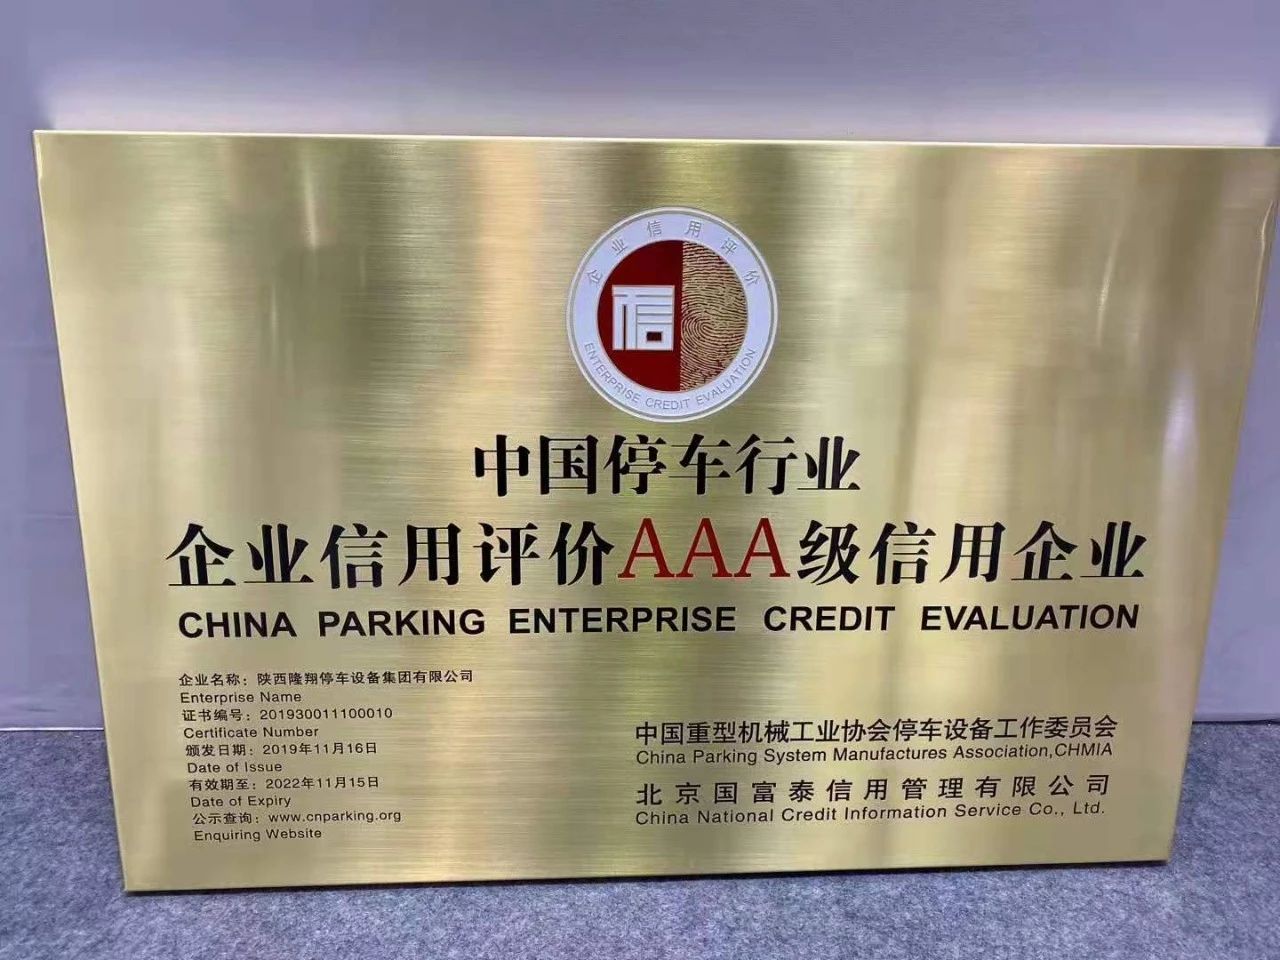 企业信用评价
信
ENTERPRISE CREDIT EVALUATION
中国停车行业
企业信用评价AAA级信用企业
CHINA PARKING ENTERPRISE CREDIT EVALUATION
企业名称：陕西隆翔停车设备集团有限公司
Enterprise Name
证书编号：201930011100010
Certificate Number
颁发日期：2019年11月16日
Date of Issue
有效期至：2022年11月15日
Date of Expiry
公示查询：www.cnparking.org
Enquiring Website
中国重型机械工业协会停车设备工作委员会
China Parking System Manufactures Association,CHMIA
北京国富泰信用管理有限公司
China National Credit Information Service Co., Ltd.